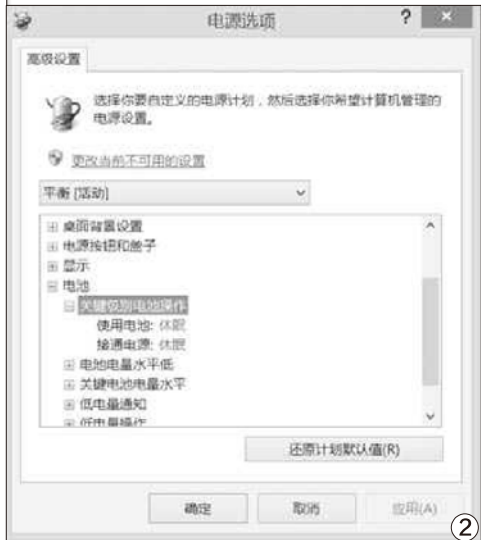 电源选项
?
×
高级设置
选择你要自定义的电源计划，然后选择你希望计算机管理的
电源设置。
更改当前不可用的设置
平衡 [活动]
桌面背景设置
电源按钮和盖子
显示
电池
关键级别电池操作
使用电池: 休眠
接通电源: 休眠
电池电量水平低
关键电池电量水平
低电量通知
低电量操作
还原计划默认值(R)
确定
取消
应用(A)
②